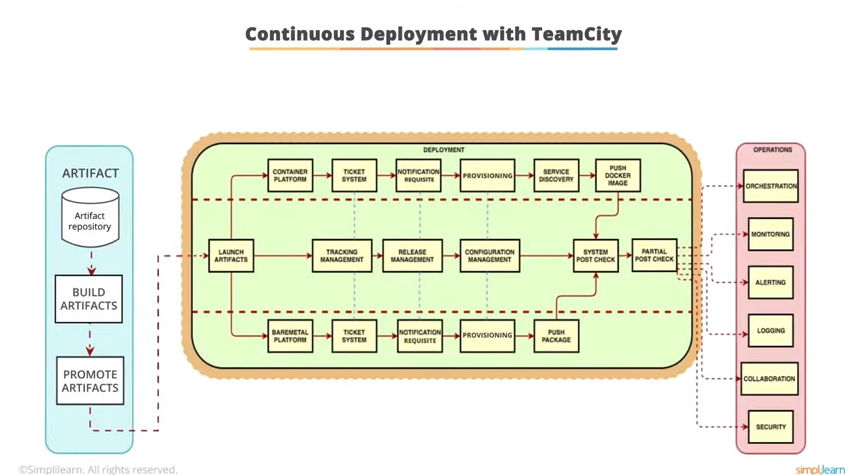 Continuous Deployment with TeamCity
ARTIFACT
Artifact
repository
BUILD
ARTIFACTS
PROMOTE
ARTIFACTS
DEPLOYMENT
CONTAINER
PLATFORM
TICKET
SYSTEM
NOTIFICATION
REQUISITE
PROVISIONING
SERVICE
DISCOVERY
PUSH
DOCKER
IMAGE
LAUNCH
ARTIFACTS
TRACKING
MANAGEMENT
RELEASE
MANAGEMENT
CONFIGURATION
MANAGEMENT
SYSTEM
POST CHECK
PARTIAL
POST CHECK
BAREMETAL
PLATFORM
TICKET
SYSTEM
NOTIFICATION
REQUISITE
PROVISIONING
PUSH
PACKAGE
OPERATIONS
ORCHESTRATION
MONITORING
ALERTING
LOGGING
COLLABORATION
SECURITY
©Simplilearn. All rights reserved.
simplilearn